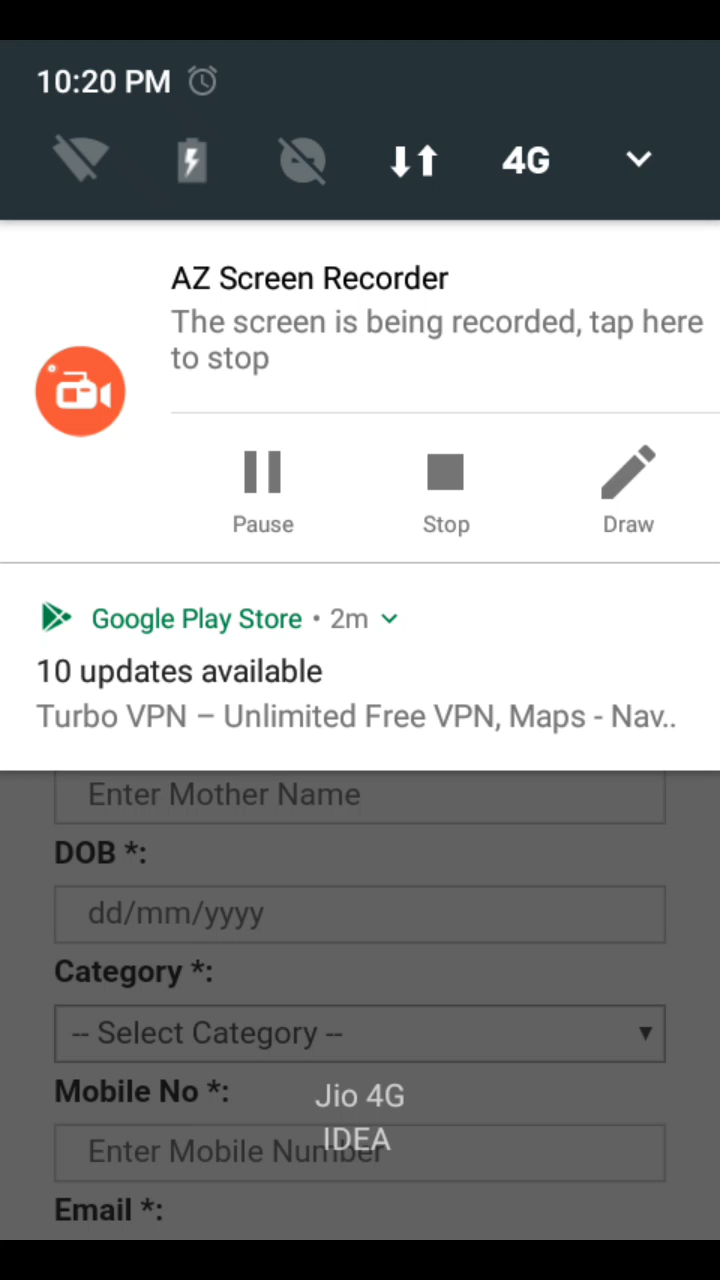 10:20 PM
4G
AZ Screen Recorder
The screen is being recorded, tap here
to stop
Pause
Stop
Draw
Google Play Store • 2m
10 updates available
Turbo VPN – Unlimited Free VPN, Maps - Nav..
Enter Mother Name
DOB *:
dd/mm/yyyy
Category *:
-- Select Category --
Mobile No *:
Jio 4G
IDEA
Enter Mobile Number
Email *: